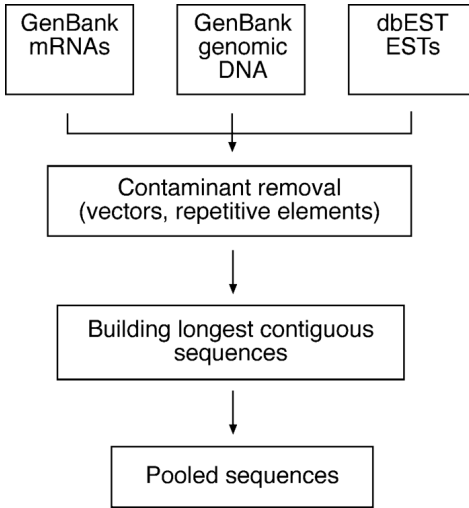 GenBank
mRNAs
GenBank
genomic
DNA
dbEST
ESTs
Contaminant removal
(vectors, repetitive elements)
Building longest contiguous
sequences
Pooled sequences